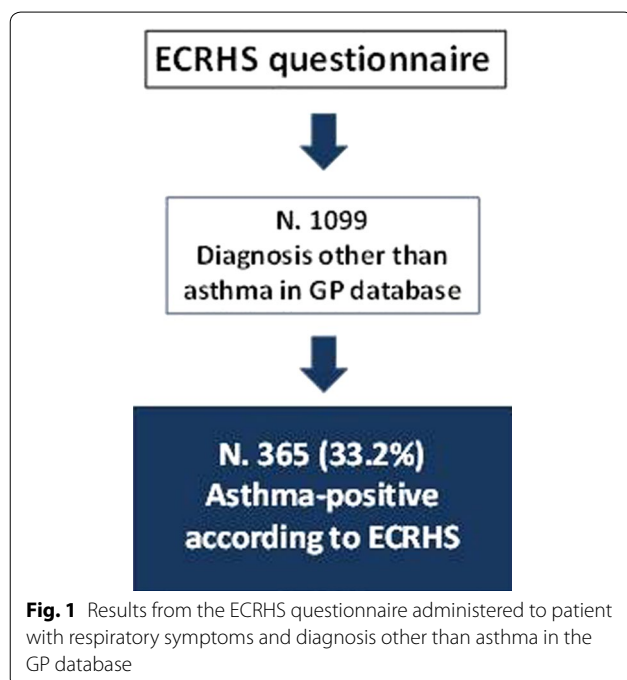 ECRHS questionnaire
N. 1099
Diagnosis other than
asthma in GP database
N. 365 (33.2%)
Asthma-positive
according to ECRHS
Fig. 1 Results from the ECRHS questionnaire administered to patient
with respiratory symptoms and diagnosis other than asthma in the
GP database